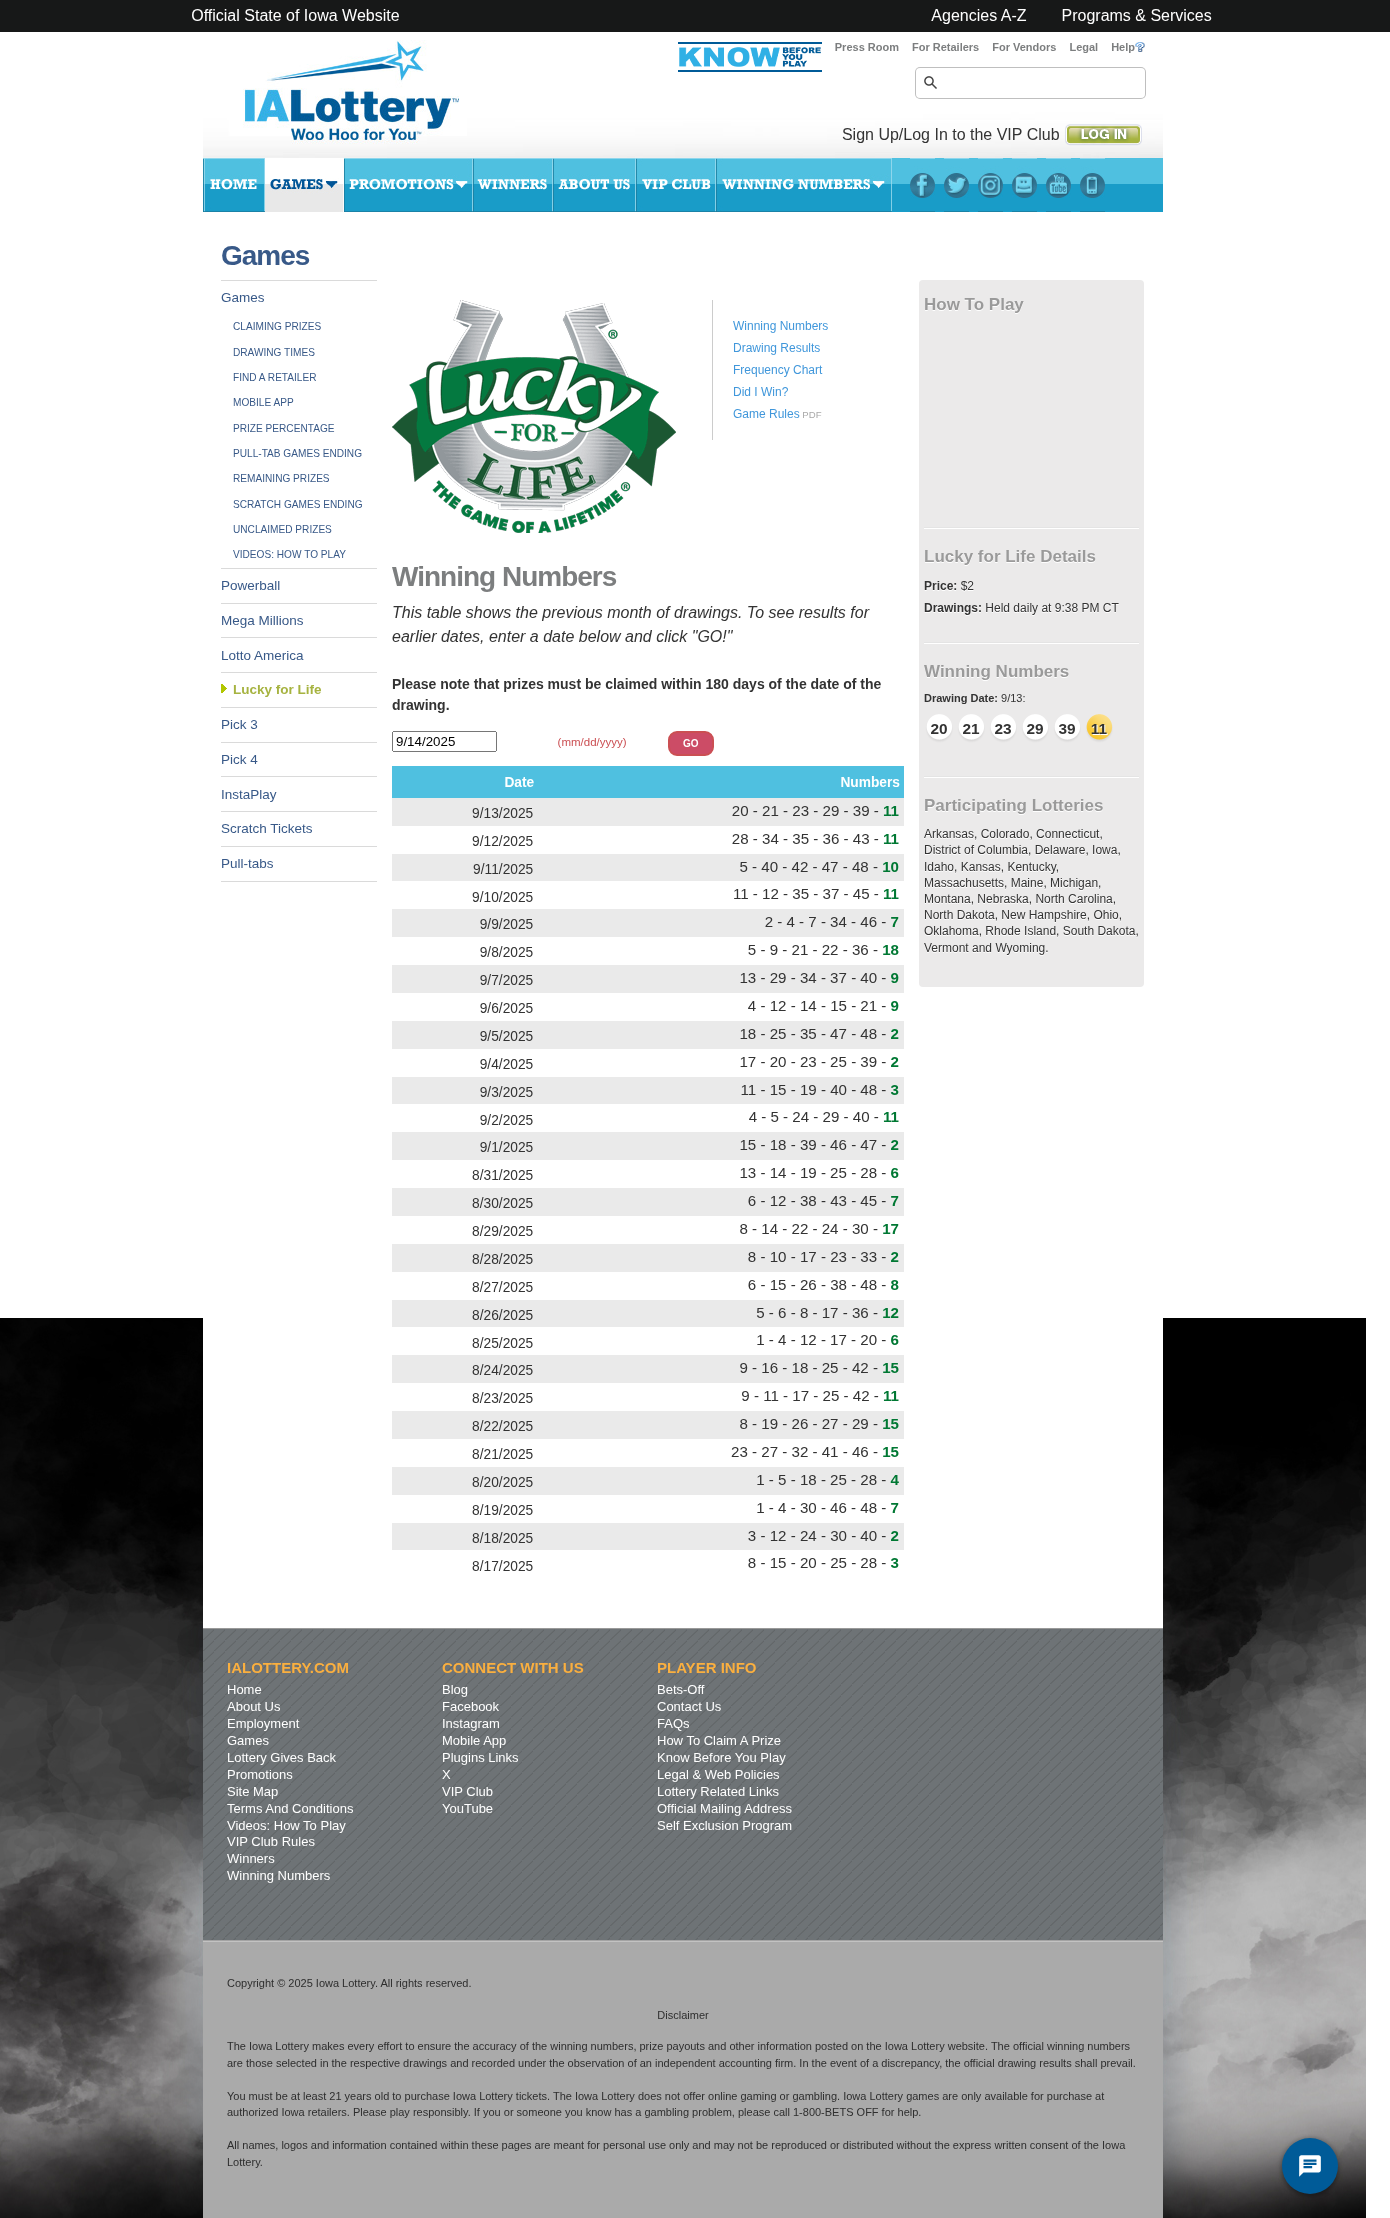 Official State of Iowa Website
Agencies A-Z Programs & Services
IALottery™
Woo Hoo for You℠
KNOW BEFORE YOU PLAY
Press Room For Retailers For Vendors Legal Help?
Sign Up/Log In to the VIP Club LOG IN
HOME GAMES PROMOTIONS WINNERS ABOUT US VIP CLUB WINNING NUMBERS
You Tube
Games
Games
CLAIMING PRIZES
DRAWING TIMES
FIND A RETAILER
MOBILE APP
PRIZE PERCENTAGE
PULL-TAB GAMES ENDING
REMAINING PRIZES
SCRATCH GAMES ENDING
UNCLAIMED PRIZES
VIDEOS: HOW TO PLAY
Powerball
Mega Millions
Lotto America
Lucky for Life
Pick 3
Pick 4
InstaPlay
Scratch Tickets
Pull-tabs
Lucky®
-FOR-
LIFE
THE GAME OF A LIFETIME®
Winning Numbers
Drawing Results
Frequency Chart
Did I Win?
Game Rules PDF
Winning Numbers
This table shows the previous month of drawings. To see results for
earlier dates, enter a date below and click "GO!"
Please note that prizes must be claimed within 180 days of the date of the
drawing.
9/14/2025 (mm/dd/yyyy) GO
Date Numbers
9/13/2025 20 - 21 - 23 - 29 - 39 - 11
9/12/2025 28 - 34 - 35 - 36 - 43 - 11
9/11/2025 5 - 40 - 42 - 47 - 48 - 10
9/10/2025 11 - 12 - 35 - 37 - 45 - 11
9/9/2025 2 - 4 - 7 - 34 - 46 - 7
9/8/2025 5 - 9 - 21 - 22 - 36 - 18
9/7/2025 13 - 29 - 34 - 37 - 40 - 9
9/6/2025 4 - 12 - 14 - 15 - 21 - 9
9/5/2025 18 - 25 - 35 - 47 - 48 - 2
9/4/2025 17 - 20 - 23 - 25 - 39 - 2
9/3/2025 11 - 15 - 19 - 40 - 48 - 3
9/2/2025 4 - 5 - 24 - 29 - 40 - 11
9/1/2025 15 - 18 - 39 - 46 - 47 - 2
8/31/2025 13 - 14 - 19 - 25 - 28 - 6
8/30/2025 6 - 12 - 38 - 43 - 45 - 7
8/29/2025 8 - 14 - 22 - 24 - 30 - 17
8/28/2025 8 - 10 - 17 - 23 - 33 - 2
8/27/2025 6 - 15 - 26 - 38 - 48 - 8
8/26/2025 5 - 6 - 8 - 17 - 36 - 12
8/25/2025 1 - 4 - 12 - 17 - 20 - 6
8/24/2025 9 - 16 - 18 - 25 - 42 - 15
8/23/2025 9 - 11 - 17 - 25 - 42 - 11
8/22/2025 8 - 19 - 26 - 27 - 29 - 15
8/21/2025 23 - 27 - 32 - 41 - 46 - 15
8/20/2025 1 - 5 - 18 - 25 - 28 - 4
8/19/2025 1 - 4 - 30 - 46 - 48 - 7
8/18/2025 3 - 12 - 24 - 30 - 40 - 2
8/17/2025 8 - 15 - 20 - 25 - 28 - 3
How To Play
Lucky for Life Details
Price: $2
Drawings: Held daily at 9:38 PM CT
Winning Numbers
Drawing Date: 9/13:
20 21 23 29 39 11
Participating Lotteries
Arkansas, Colorado, Connecticut,
District of Columbia, Delaware, Iowa,
Idaho, Kansas, Kentucky,
Massachusetts, Maine, Michigan,
Montana, Nebraska, North Carolina,
North Dakota, New Hampshire, Ohio,
Oklahoma, Rhode Island, South Dakota,
Vermont and Wyoming.
IALOTTERY.COM
Home
About Us
Employment
Games
Lottery Gives Back
Promotions
Site Map
Terms And Conditions
Videos: How To Play
VIP Club Rules
Winners
Winning Numbers
CONNECT WITH US
Blog
Facebook
Instagram
Mobile App
Plugins Links
X
VIP Club
YouTube
PLAYER INFO
Bets-Off
Contact Us
FAQs
How To Claim A Prize
Know Before You Play
Legal & Web Policies
Lottery Related Links
Official Mailing Address
Self Exclusion Program
Copyright © 2025 Iowa Lottery. All rights reserved.
Disclaimer
The Iowa Lottery makes every effort to ensure the accuracy of the winning numbers, prize payouts and other information posted on the Iowa Lottery website. The official winning numbers
are those selected in the respective drawings and recorded under the observation of an independent accounting firm. In the event of a discrepancy, the official drawing results shall prevail.
You must be at least 21 years old to purchase Iowa Lottery tickets. The Iowa Lottery does not offer online gaming or gambling. Iowa Lottery games are only available for purchase at
authorized Iowa retailers. Please play responsibly. If you or someone you know has a gambling problem, please call 1-800-BETS OFF for help.
All names, logos and information contained within these pages are meant for personal use only and may not be reproduced or distributed without the express written consent of the Iowa
Lottery.